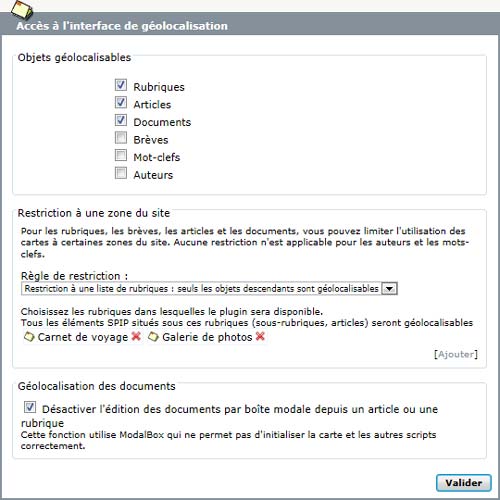 Accès à l'interface de géolocalisation
Objets géolocalisables
Rubriques
Articles
Documents
Brèves
Mot-clefs
Auteurs
Restriction à une zone du site
Pour les rubriques, les brèves, les articles et les documents, vous pouvez limiter l'utilisation des
cartes à certaines zones du site. Aucune restriction n'est applicable pour les auteurs et les mots-
clefs.
Règle de restriction :
Restriction à une liste de rubriques : seuls les objets descendants sont géolocalisables
Choisissez les rubriques dans lesquelles le plugin sera disponible.
Tous les éléments SPIP situés sous ces rubriques (sous-rubriques, articles) seront géolocalisables
Carnet de voyage Galerie de photos
[Ajouter]
Géolocalisation des documents
Désactiver l'édition des documents par boîte modale depuis un article ou une
rubrique
Cette fonction utilise ModalBox qui ne permet pas d'initialiser la carte et les autres scripts
correctement.
Valider